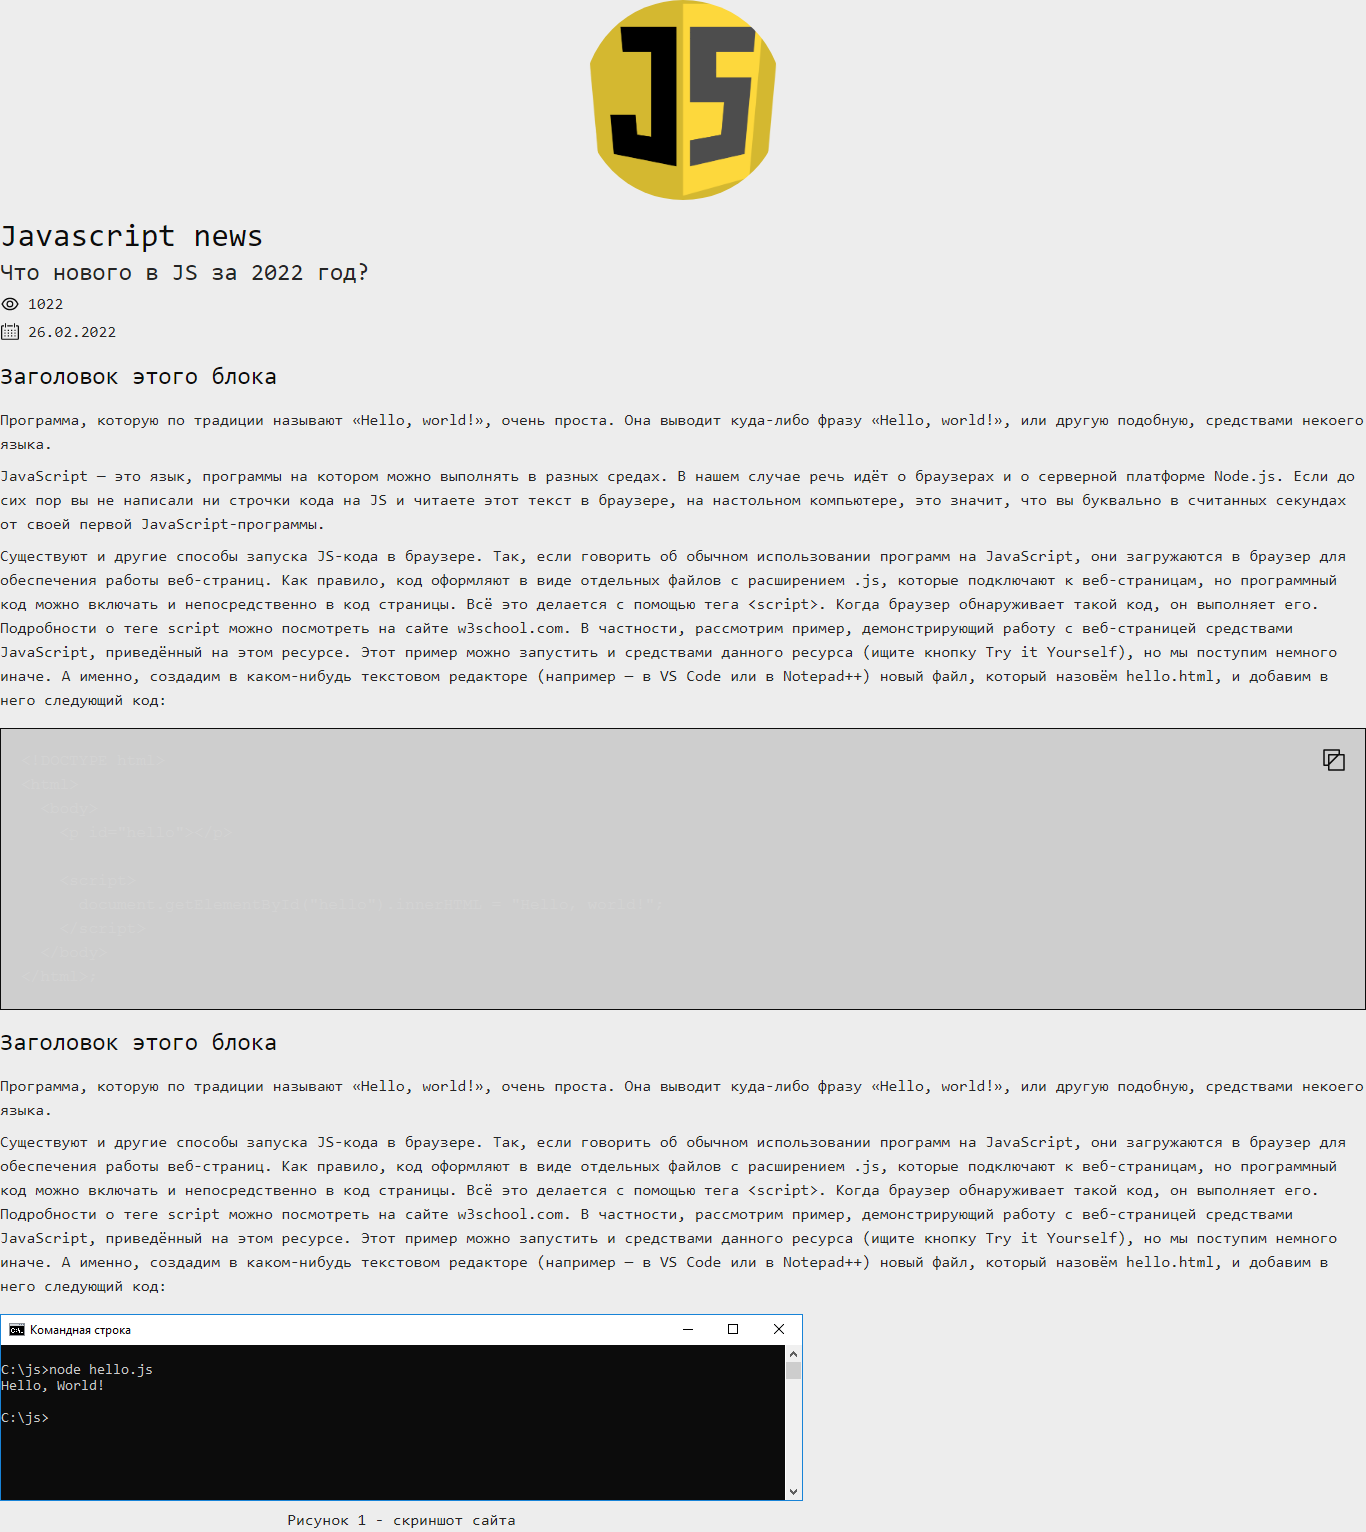 JS
Javascript news
Что нового в JS за 2022 год?
1022
26.02.2022
Заголовок этого блока
Программа, которую по традиции называют «Hello, world!», очень проста. Она выводит куда-либо фразу «Hello, world!», или другую подобную, средствами некоего
языка.
JavaScript — это язык, программы на котором можно выполнять в разных средах. В нашем случае речь идёт о браузерах и о серверной платформе Node.js. Если до
сих пор вы не написали ни строчки кода на JS и читаете этот текст в браузере, на настольном компьютере, это значит, что вы буквально в считанных секундах
от своей первой JavaScript-программы.
Существуют и другие способы запуска JS-кода в браузере. Так, если говорить об обычном использовании программ на JavaScript, они загружаются в браузер для
обеспечения работы веб-страниц. Как правило, код оформляют в виде отдельных файлов с расширением .js, которые подключают к веб-страницам, но программный
код можно включать и непосредственно в код страницы. Всё это делается с помощью тега <script>. Когда браузер обнаруживает такой код, он выполняет его.
Подробности о теге script можно посмотреть на сайте w3school.com. В частности, рассмотрим пример, демонстрирующий работу с веб-страницей средствами
JavaScript, приведённый на этом ресурсе. Этот пример можно запустить и средствами данного ресурса (ищите кнопку Try it Yourself), но мы поступим немного
иначе. А именно, создадим в каком-нибудь текстовом редакторе (например — в VS Code или в Notepad++) новый файл, который назовём hello.html, и добавим в
него следующий код:
Заголовок этого блока
Программа, которую по традиции называют «Hello, world!», очень проста. Она выводит куда-либо фразу «Hello, world!», или другую подобную, средствами некоего
языка.
Существуют и другие способы запуска JS-кода в браузере. Так, если говорить об обычном использовании программ на JavaScript, они загружаются в браузер для
обеспечения работы веб-страниц. Как правило, код оформляют в виде отдельных файлов с расширением .js, которые подключают к веб-страницам, но программный
код можно включать и непосредственно в код страницы. Всё это делается с помощью тега <script>. Когда браузер обнаруживает такой код, он выполняет его.
Подробности о теге script можно посмотреть на сайте w3school.com. В частности, рассмотрим пример, демонстрирующий работу с веб-страницей средствами
JavaScript, приведённый на этом ресурсе. Этот пример можно запустить и средствами данного ресурса (ищите кнопку Try it Yourself), но мы поступим немного
иначе. А именно, создадим в каком-нибудь текстовом редакторе (например — в VS Code или в Notepad++) новый файл, который назовём hello.html, и добавим в
него следующий код:
Командная строка
C:\js>node hello.js
Hello, World!
C:\js>
Рисунок 1 - скриншот сайта